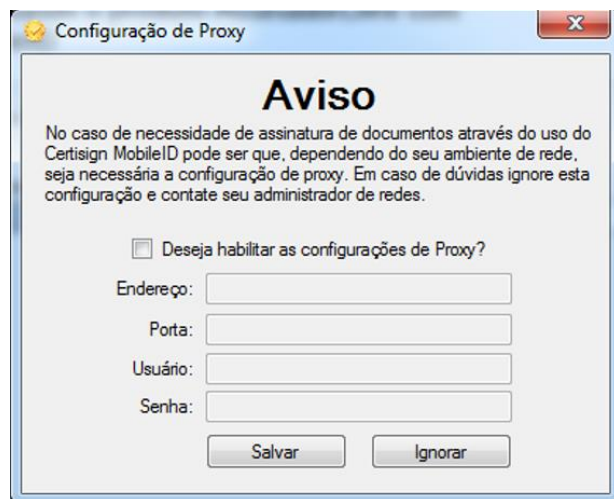 Configuração de Proxy
Aviso
No caso de necessidade de assinatura de documentos através do uso do
Certisign MobileID pode ser que, dependendo do seu ambiente de rede,
seja necessária a configuração de proxy. Em caso de dúvidas ignore esta
configuração e contate seu administrador de redes.
Deseja habilitar as configurações de Proxy?
Endereço:
Porta:
Usuário:
Senha:
Salvar Ignorar